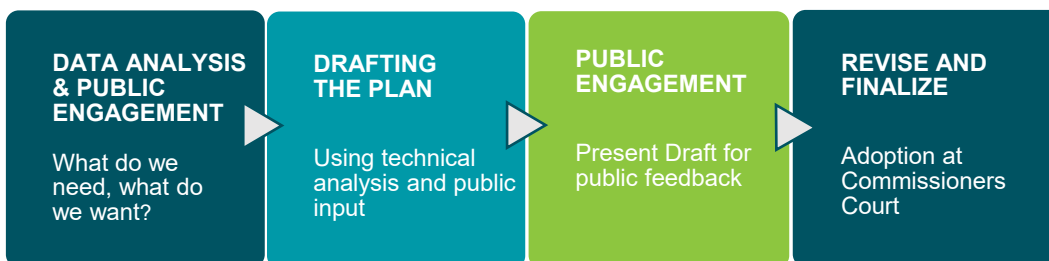 DATA ANALYSIS
& PUBLIC
ENGAGEMENT
What do we
need, what do
we want?
DRAFTING
THE PLAN
Using technical
analysis and public
input
PUBLIC
ENGAGEMENT
Present Draft for
public feedback
REVISE AND
FINALIZE
Adoption at
Commissioners
Court